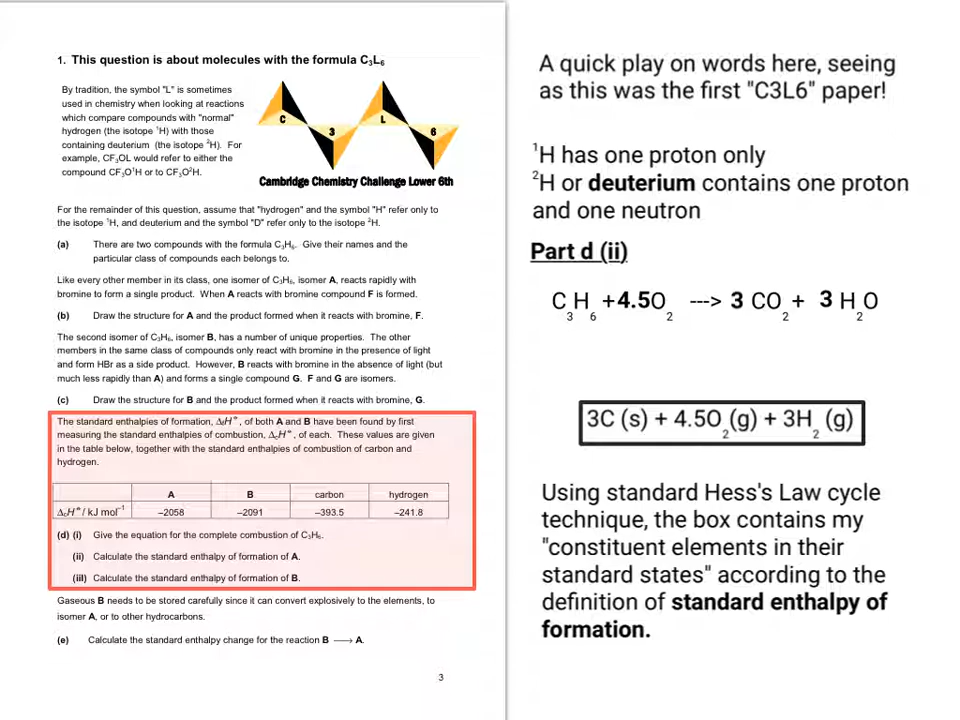 1. This question is about molecules with the formula C₃L₆
By tradition, the symbol "L" is sometimes
used in chemistry when looking at reactions
which compare compounds with "normal"
hydrogen (the isotope ¹H) with those
containing deuterium (the isotope ²H). For
example, CF₃OL would refer to either the
compound CF₃O¹H or to CF₃O²H.
C 3 L 6
Cambridge Chemistry Challenge Lower 6th
For the remainder of this question, assume that "hydrogen" and the symbol "H" refer only to
the isotope ¹H, and deuterium and the symbol "D" refer only to the isotope ²H.
(a) There are two compounds with the formula C₃H₆. Give their names and the
particular class of compounds each belongs to.
Like every other member in its class, one isomer of C₃H₆, isomer A, reacts rapidly with
bromine to form a single product. When A reacts with bromine compound F is formed.
(b) Draw the structure for A and the product formed when it reacts with bromine, F.
The second isomer of C₃H₆, isomer B, has a number of unique properties. The other
members in the same class of compounds only react with bromine in the presence of light
and form HBr as a side product. However, B reacts with bromine in the absence of light (but
much less rapidly than A) and forms a single compound G. F and G are isomers.
(c) Draw the structure for B and the product formed when it reacts with bromine, G.
The standard enthalpies of formation, ΔfH°, of both A and B have been found by first
measuring the standard enthalpies of combustion, ΔcH°, of each. These values are given
in the table below, together with the standard enthalpies of combustion of carbon and
hydrogen.
A B carbon hydrogen
ΔcH° / kJ mol⁻¹ –2058 –2091 –393.5 –241.8
(d) (i) Give the equation for the complete combustion of C₃H₆.
(ii) Calculate the standard enthalpy of formation of A.
(iii) Calculate the standard enthalpy of formation of B.
Gaseous B needs to be stored carefully since it can convert explosively to the elements, to
isomer A, or to other hydrocarbons.
(e) Calculate the standard enthalpy change for the reaction B ⟶ A.
3
A quick play on words here, seeing
as this was the first "C3L6" paper!
¹H has one proton only
²H or deuterium contains one proton
and one neutron
Part d (ii)
C₃H₆ +4.5O₂ ---> 3 CO₂ + 3 H₂O
3C (s) + 4.5O₂(g) + 3H₂ (g)
Using standard Hess's Law cycle
technique, the box contains my
"constituent elements in their
standard states" according to the
definition of standard enthalpy of
formation.